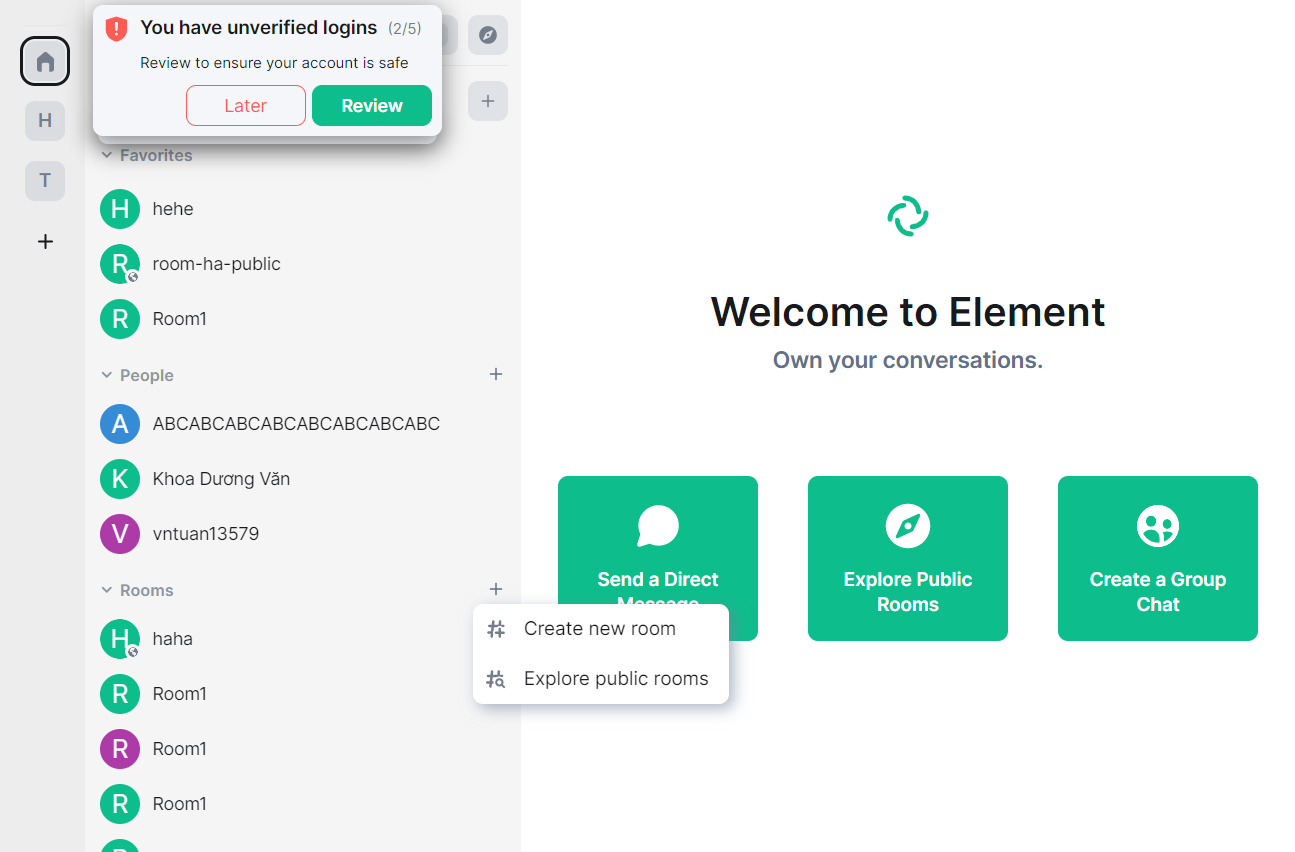 You have unverified logins (2/5)
Review to ensure your account is safe
Later
Review
H
T
Favorites
H hehe
R room-ha-public
R Room1
People
A ABCABCABCABCABCABCABCABC
K Khoa Dương Văn
V vntuan13579
Rooms
H haha
R Room1
R Room1
R Room1
Create new room
Explore public rooms
Welcome to Element
Own your conversations.
Send a Direct
Message
Explore Public
Rooms
Create a Group
Chat